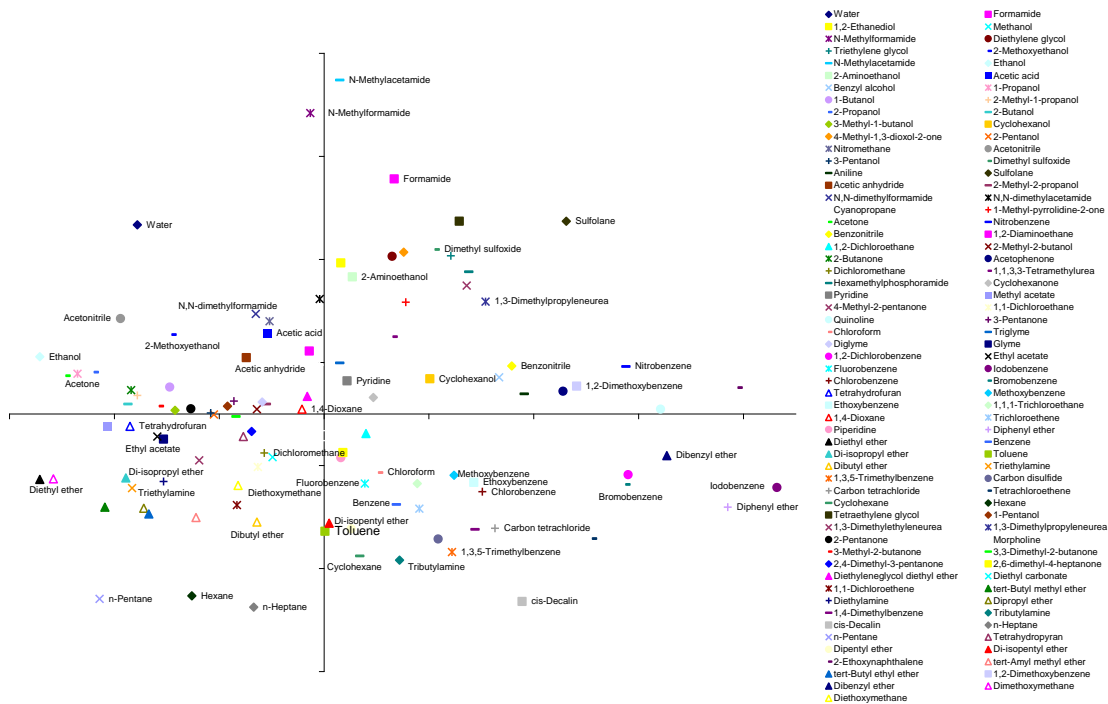 N-Methylacetamide
N-Methylformamide
Formamide
Water
Sulfolane
Dimethyl sulfoxide
2-Aminoethanol
N,N-dimethylformamide
1,3-Dimethylpropyleneurea
Acetonitrile
Acetic acid
2-Methoxyethanol
Ethanol
Acetic anhydride
Benzonitrile
Nitrobenzene
Acetone
Pyridine
Cyclohexanol
1,2-Dimethoxybenzene
1,4-Dioxane
Tetrahydrofuran
Ethyl acetate
Dichloromethane
Dibenzyl ether
Di-isopropyl ether
Chloroform
Methoxybenzene
Diethyl ether
Triethylamine
Diethoxymethane
Fluorobenzene
Ethoxybenzene
Chlorobenzene
Bromobenzene
Iodobenzene
Benzene
Diphenyl ether
Dibutyl ether
Di-isopentyl ether
Toluene
Carbon tetrachloride
1,3,5-Trimethylbenzene
Cyclohexane
Tributylamine
n-Pentane
Hexane
n-Heptane
cis-Decalin
Water
Formamide
1,2-Ethanediol
Methanol
N-Methylformamide
Diethylene glycol
Triethylene glycol
2-Methoxyethanol
N-Methylacetamide
Ethanol
2-Aminoethanol
Acetic acid
Benzyl alcohol
1-Propanol
1-Butanol
2-Methyl-1-propanol
2-Propanol
2-Butanol
3-Methyl-1-butanol
Cyclohexanol
4-Methyl-1,3-dioxol-2-one
2-Pentanol
Nitromethane
Acetonitrile
3-Pentanol
Dimethyl sulfoxide
Aniline
Sulfolane
Acetic anhydride
2-Methyl-2-propanol
N,N-dimethylformamide
N,N-dimethylacetamide
Cyanopropane
1-Methyl-pyrrolidine-2-one
Acetone
Nitrobenzene
Benzonitrile
1,2-Diaminoethane
1,2-Dichloroethane
2-Methyl-2-butanol
2-Butanone
Acetophenone
Dichloromethane
1,1,3,3-Tetramethylurea
Hexamethylphosphoramide
Cyclohexanone
Pyridine
Methyl acetate
4-Methyl-2-pentanone
1,1-Dichloroethane
Quinoline
3-Pentanone
Chloroform
Triglyme
Diglyme
Glyme
1,2-Dichlorobenzene
Ethyl acetate
Fluorobenzene
Iodobenzene
Chlorobenzene
Bromobenzene
Tetrahydrofuran
Methoxybenzene
Ethoxybenzene
1,1,1-Trichloroethane
1,4-Dioxane
Trichloroethene
Piperidine
Diphenyl ether
Diethyl ether
Benzene
Di-isopropyl ether
Toluene
Dibutyl ether
Triethylamine
1,3,5-Trimethylbenzene
Carbon disulfide
Carbon tetrachloride
Tetrachloroethene
Cyclohexane
Hexane
Tetraethylene glycol
1-Pentanol
1,3-Dimethylethyleneurea
1,3-Dimethylpropyleneurea
2-Pentanone
Morpholine
3-Methyl-2-butanone
3,3-Dimethyl-2-butanone
2,4-Dimethyl-3-pentanone
2,6-dimethyl-4-heptanone
Diethyleneglycol diethyl ether
Diethyl carbonate
1,1-Dichloroethene
tert-Butyl methyl ether
Diethylamine
Dipropyl ether
1,4-Dimethylbenzene
Tributylamine
cis-Decalin
n-Heptane
n-Pentane
Tetrahydropyran
Dipentyl ether
Di-isopentyl ether
2-Ethoxynaphthalene
tert-Amyl methyl ether
tert-Butyl ethyl ether
1,2-Dimethoxybenzene
Dibenzyl ether
Dimethoxymethane
Diethoxymethane